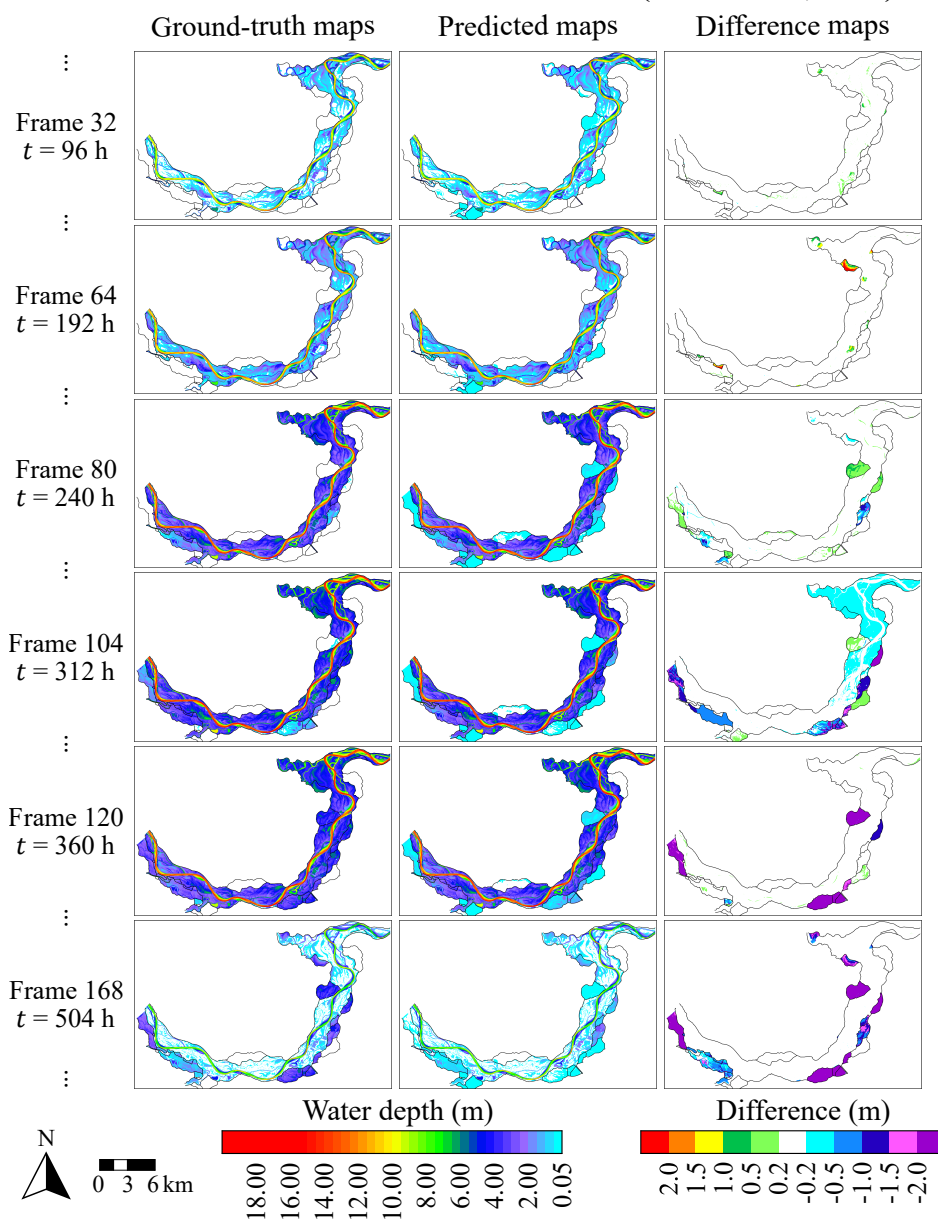 Ground-truth maps Predicted maps Difference maps
⋮
Frame 32
t = 96 h
⋮
Frame 64
t = 192 h
⋮
Frame 80
t = 240 h
⋮
Frame 104
t = 312 h
⋮
Frame 120
t = 360 h
⋮
Frame 168
t = 504 h
⋮
Water depth (m) Difference (m)
N
0 3 6 km
18.00 16.00 14.00 12.00 10.00 8.00 6.00 4.00 2.00 0.05
2.0 1.5 1.0 0.5 0.2 -0.2 -0.5 -1.0 -1.5 -2.0